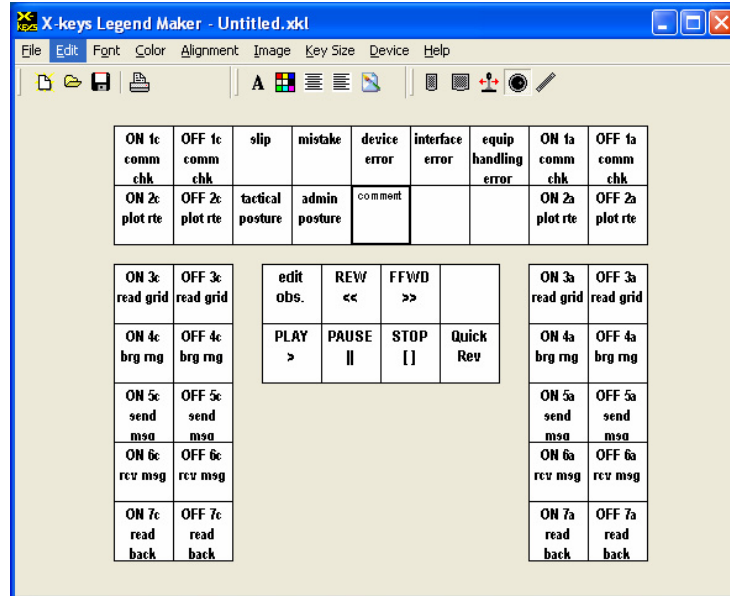 X-keys Legend Maker - Untitled.xkl
File Edit Font Color Alignment Image Key Size Device Help
A
ON 1c OFF 1c slip mistake device interface equip ON 1a OFF 1a
comm comm error error handling comm comm
chk chk error chk chk
ON 2c OFF 2c tactical admin comment ON 2a OFF 2a
plot rte plot rte posture posture plot rte plot rte
ON 3c OFF 3c edit REW FFWD ON 3a OFF 3a
read grid read grid obs. << >> read grid read grid
ON 4c OFF 4c PLAY PAUSE STOP Quick ON 4a OFF 4a
brg rng brg rng > || [ ] Rev brg rng brg rng
ON 5c OFF 5c ON 5a OFF 5a
send send send send
msg msg msg msg
ON 6c OFF 6c ON 6a OFF 6a
rcv msg rcv msg rcv msg rcv msg
ON 7c OFF 7c ON 7a OFF 7a
read read read read
back back back back